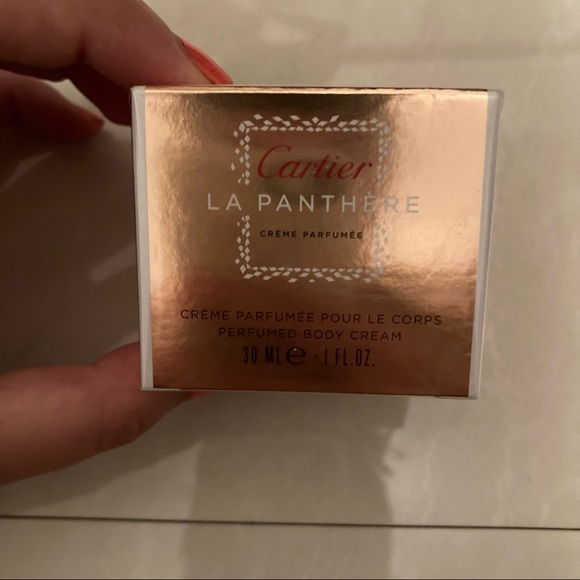 Cartier
LA PANTHÈRE
CRÈME PARFUMÉE
CRÈME PARFUMÉE POUR LE CORPS
PERFUMED BODY CREAM
30 ML e - 1 FL.OZ.